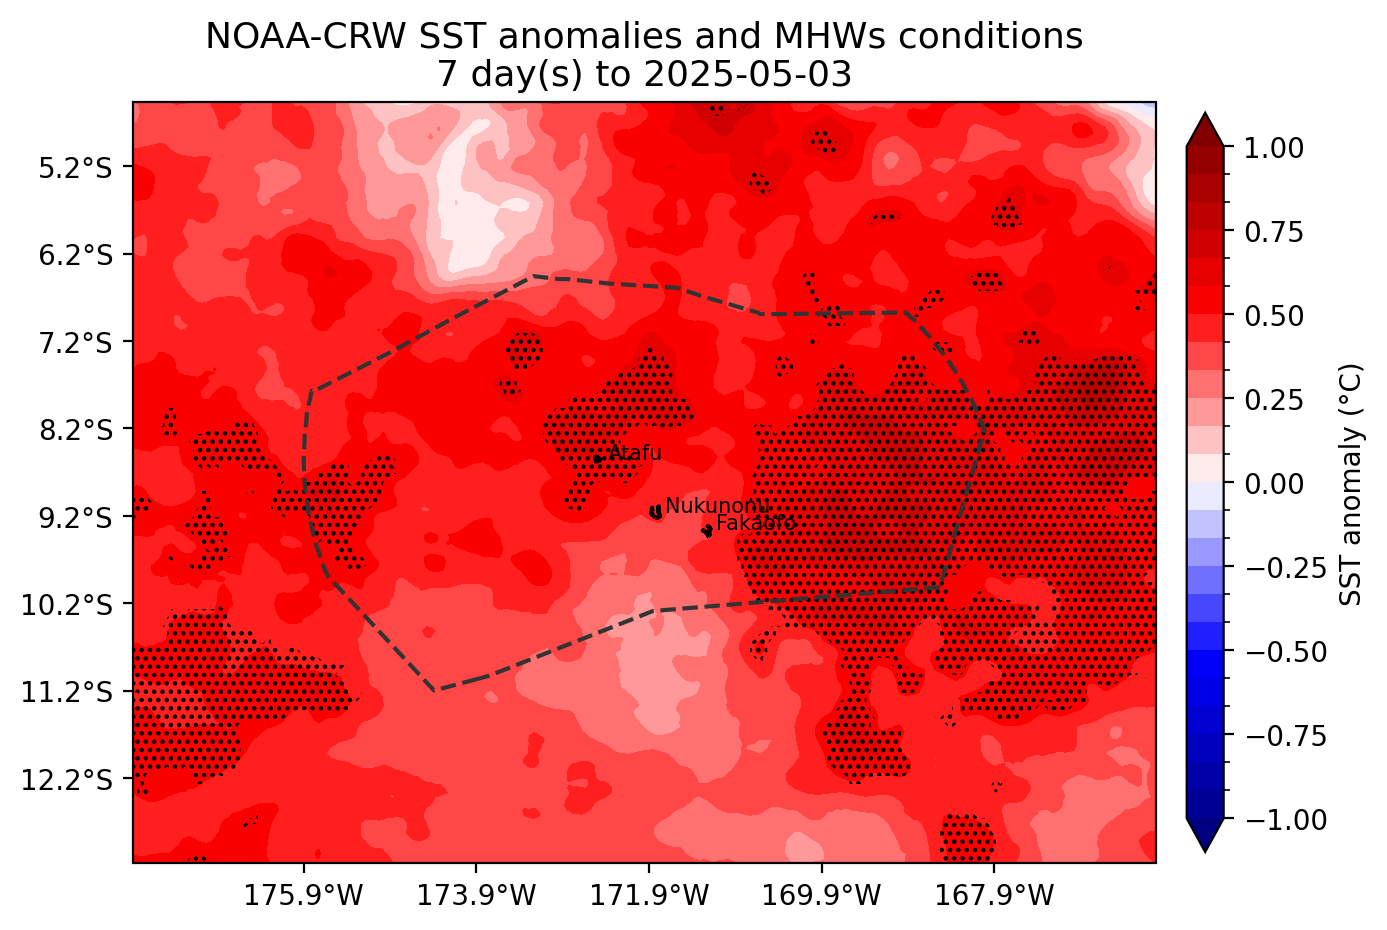 NOAA-CRW SST anomalies and MHWs conditions
7 day(s) to 2025-05-03
5.2°S
6.2°S
7.2°S
8.2°S
9.2°S
10.2°S
11.2°S
12.2°S
175.9°W
173.9°W
171.9°W
169.9°W
167.9°W
Atafu
Nukunonu
Fakaofo
1.00
0.75
0.50
0.25
0.00
−0.25
−0.50
−0.75
−1.00
SST anomaly (°C)